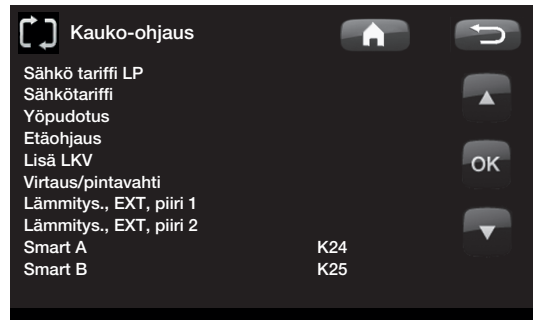 Kauko-ohjaus
Sähkö tariffi LP
Sähkötariffi
Yöpudotus
Etäohjaus
Lisä LKV
Virtaus/pintavahti
Lämmitys., EXT, piiri 1
Lämmitys., EXT, piiri 2
Smart A K24
Smart B K25
OK